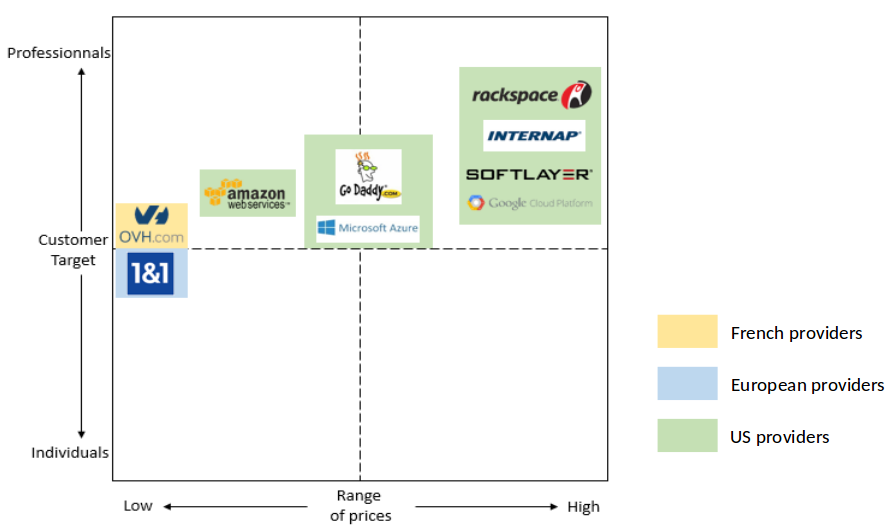 Professionnals
rackspace
INTERNAP®
SOFTLAYER®
Google Cloud Platform
Go Daddy.COM
Microsoft Azure
amazon
webservices™
OVH.com
1&1
Customer
Target
Individuals
Low
Range
of prices
High
French providers
European providers
US providers